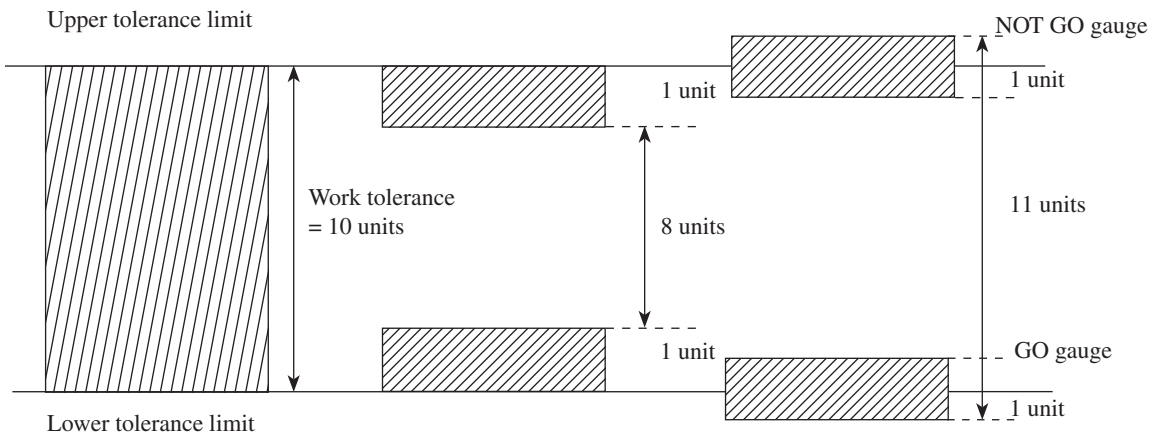 Upper tolerance limit
NOT GO gauge
1 unit
1 unit
Work tolerance
= 10 units
8 units
11 units
1 unit
GO gauge
1 unit
Lower tolerance limit